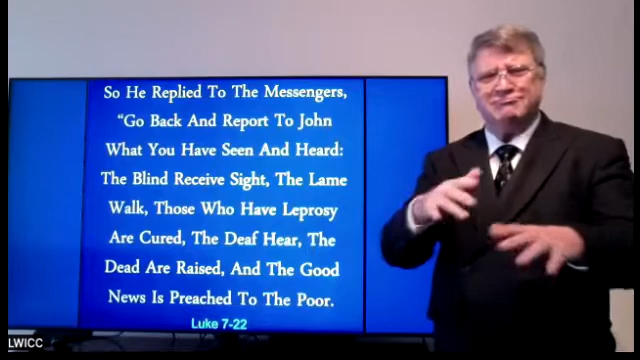 So He Replied To The Messengers,
"Go Back And Report To John
What You Have Seen And Heard:
The Blind Receive Sight, The Lame
Walk, Those Who Have Leprosy
Are Cured, The Deaf Hear, The
Dead Are Raised, And The Good
News Is Preached To The Poor.
Luke 7-22
LWICC